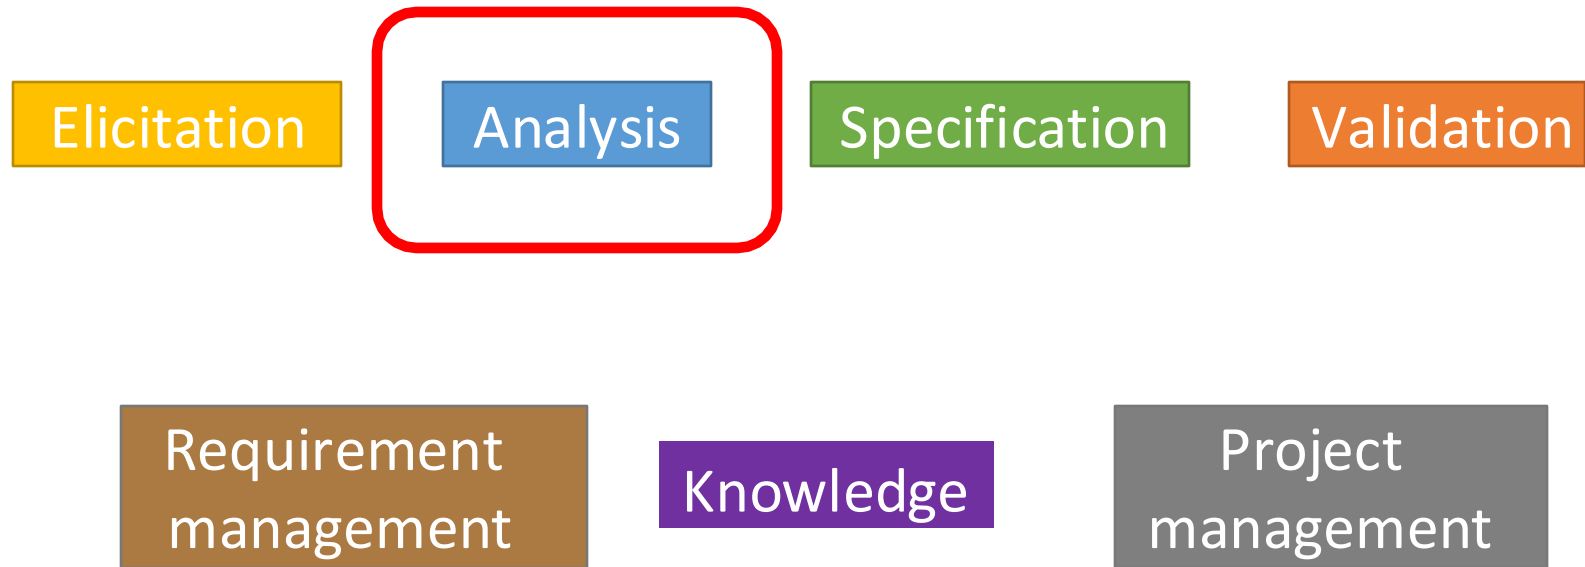 Elicitation
Analysis
Specification
Validation
Requirement
management
Knowledge
Project
management